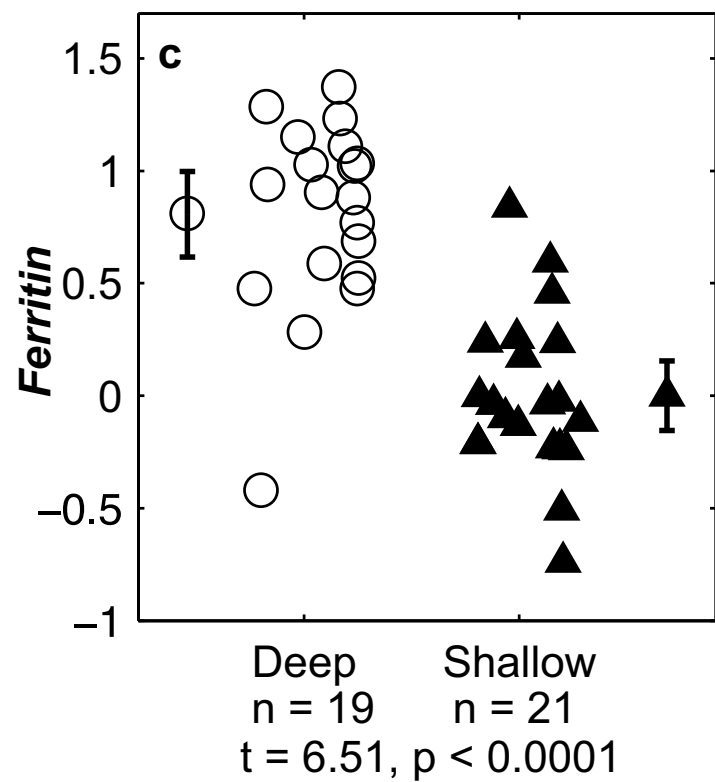 c
1.5
1
0.5
0
−0.5
−1
Ferritin
Deep Shallow
n = 19 n = 21
t = 6.51, p < 0.0001